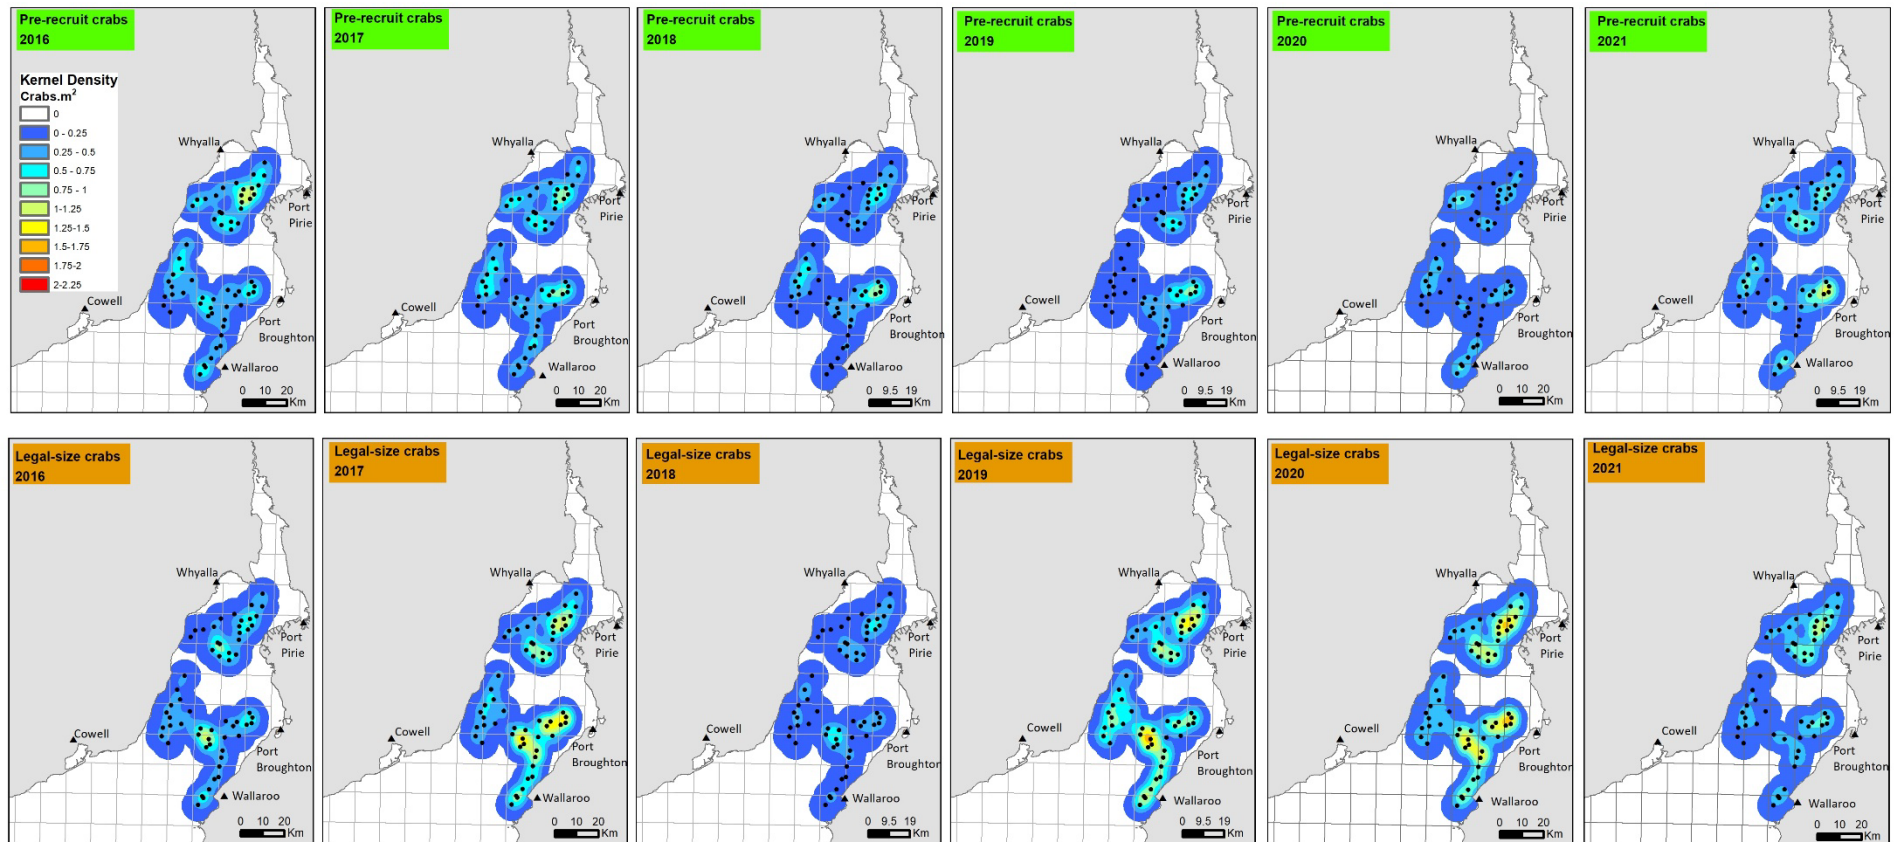 Pre-recruit crabs
2016
Kernel Density
Crabs.m²
0
0 - 0.25
0.25 - 0.5
0.5 - 0.75
0.75 - 1
1-1.25
1.25-1.5
1.5-1.75
1.75-2
2-2.25
Whyalla
Port
Pirie
Cowell
Port
Broughton
Wallaroo
0 10 20
Km
Pre-recruit crabs
2017
Whyalla
Port
Pirie
Cowell
Port
Broughton
Wallaroo
0 10 20
Km
Pre-recruit crabs
2018
Whyalla
Port
Pirie
Cowell
Port
Broughton
Wallaroo
0 9.5 19
Km
Pre-recruit crabs
2019
Whyalla
Port
Pirie
Cowell
Port
Broughton
Wallaroo
0 9.5 19
Km
Pre-recruit crabs
2020
Whyalla
Port
Pirie
Cowell
Port
Broughton
Wallaroo
0 10 20
Km
Pre-recruit crabs
2021
Whyalla
Port
Pirie
Cowell
Port
Broughton
Wallaroo
0 9.5 19
Km
Legal-size crabs
2016
Whyalla
Port
Pirie
Cowell
Port
Broughton
Wallaroo
0 10 20
Km
Legal-size crabs
2017
Whyalla
Port
Pirie
Cowell
Port
Broughton
Wallaroo
0 10 20
Km
Legal-size crabs
2018
Whyalla
Port
Pirie
Cowell
Port
Broughton
Wallaroo
0 9.5 19
Km
Legal-size crabs
2019
Whyalla
Port
Pirie
Cowell
Port
Broughton
Wallaroo
0 9.5 19
Km
Legal-size crabs
2020
Whyalla
Port
Pirie
Cowell
Port
Broughton
Wallaroo
0 10 20
Km
Legal-size crabs
2021
Whyalla
Port
Pirie
Cowell
Port
Broughton
Wallaroo
0 10 20
Km